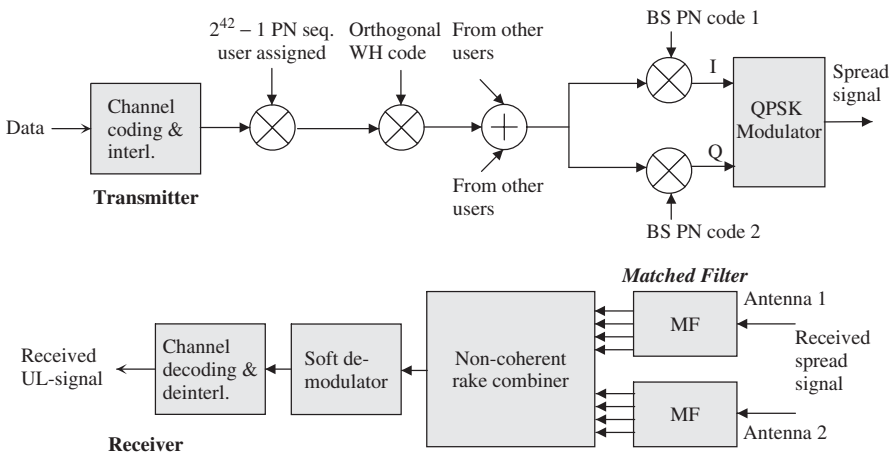 2^42 – 1 PN seq.
user assigned
Orthogonal
WH code
From other
users
BS PN code 1
I
Spread
signal
Data
Channel
coding &
interl.
QPSK
Modulator
Q
Transmitter
From other
users
BS PN code 2
Matched Filter
Antenna 1
MF
Received
spread
signal
Received
UL-signal
Channel
decoding &
deinterl.
Soft de-
modulator
Non-coherent
rake combiner
MF
Antenna 2
Receiver